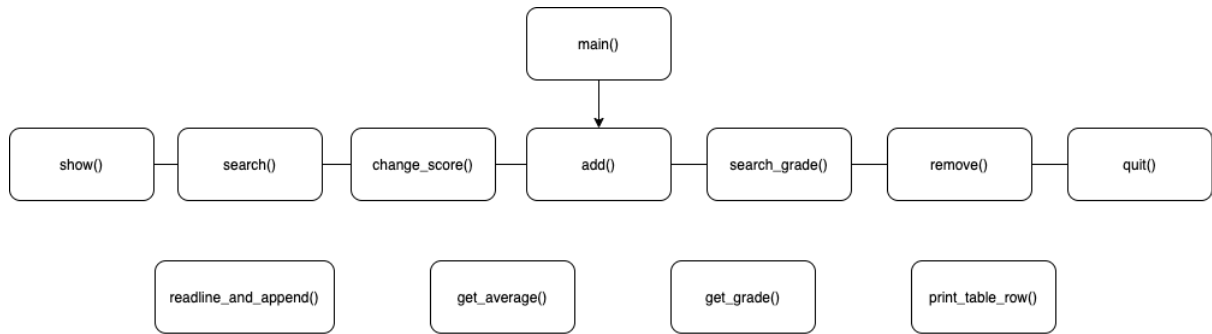 main()
show()
search()
change_score()
add()
search_grade()
remove()
quit()
readline_and_append()
get_average()
get_grade()
print_table_row()